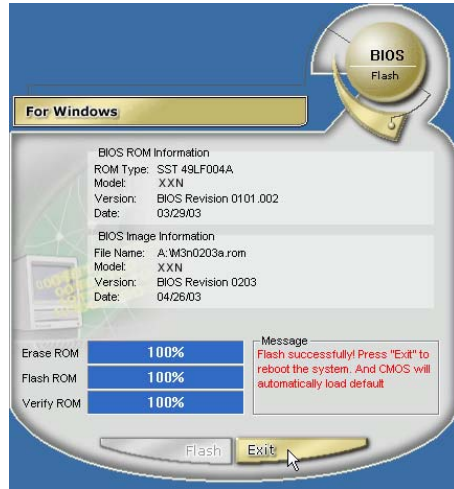 BIOS
Flash
For Windows
BIOS ROM Information
ROM Type: SST 49LF004A
Model: XXN
Version: BIOS Revision 0101.002
Date: 03/29/03
BIOS Image Information
File Name: A:\M3n0203a.rom
Model: XXN
Version: BIOS Revision 0203
Date: 04/26/03
Erase ROM 100%
Flash ROM 100%
Verify ROM 100%
Message
Flash successfully! Press "Exit" to
reboot the system. And CMOS will
automatically load default
Flash Exit